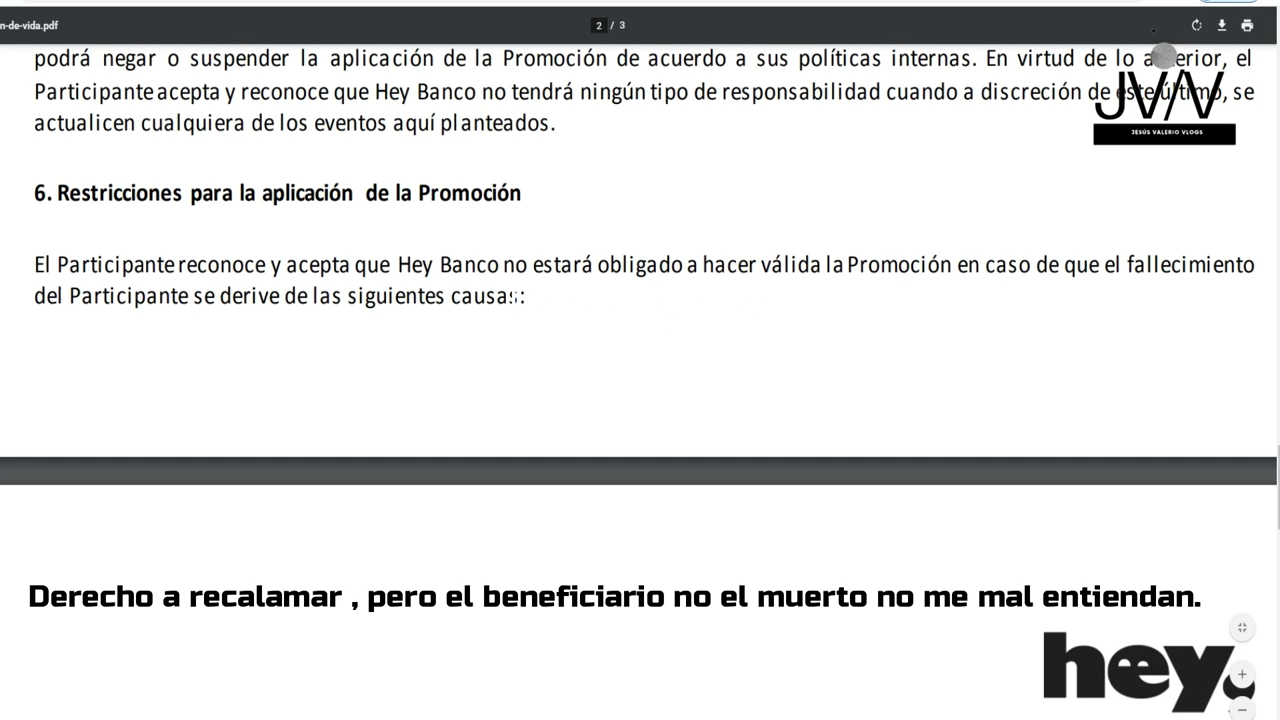 n-de-vida.pdf
2 / 3
podrá negar o suspender la aplicación de la Promoción de acuerdo a sus políticas internas. En virtud de lo anterior, el
Participante acepta y reconoce que Hey Banco no tendrá ningún tipo de responsabilidad cuando a discreción de éste último, se
actualicen cualquiera de los eventos aquí planteados.
JV/V
JESÚS VALERIO VLOGS
6. Restricciones para la aplicación de la Promoción
El Participante reconoce y acepta que Hey Banco no estará obligado a hacer válida la Promoción en caso de que el fallecimiento
del Participante se derive de las siguientes causas:
Derecho a recalamar , pero el beneficiario no el muerto no me mal entiendan.
hey,